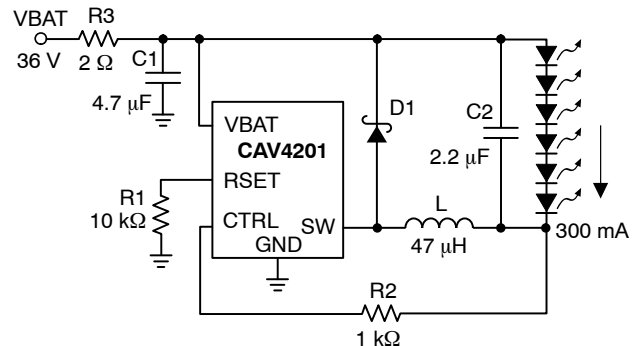 VBAT
R3
36 V
2 Ω
C1
4.7 µF
VBAT
CAV4201
RSET
R1
10 kΩ
CTRL
SW
GND
D1
C2
2.2 µF
L
47 µH
300 mA
R2
1 kΩ